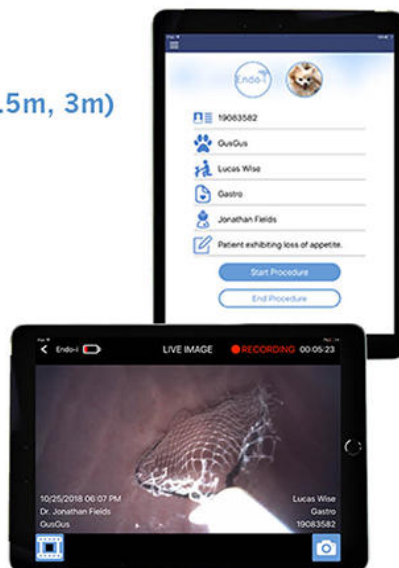 .5m, 3m)
Endo-i
19083582
GusGus
Lucas Wise
Gastro
Jonathan Fields
Patient exhibiting loss of appetite.
Start Procedure
End Procedure
Endo-i
LIVE IMAGE
RECORDING 00:05:23
10/25/2018 06:07 PM
Dr. Jonathan Fields
GusGus
Lucas Wise
Gastro
19083582